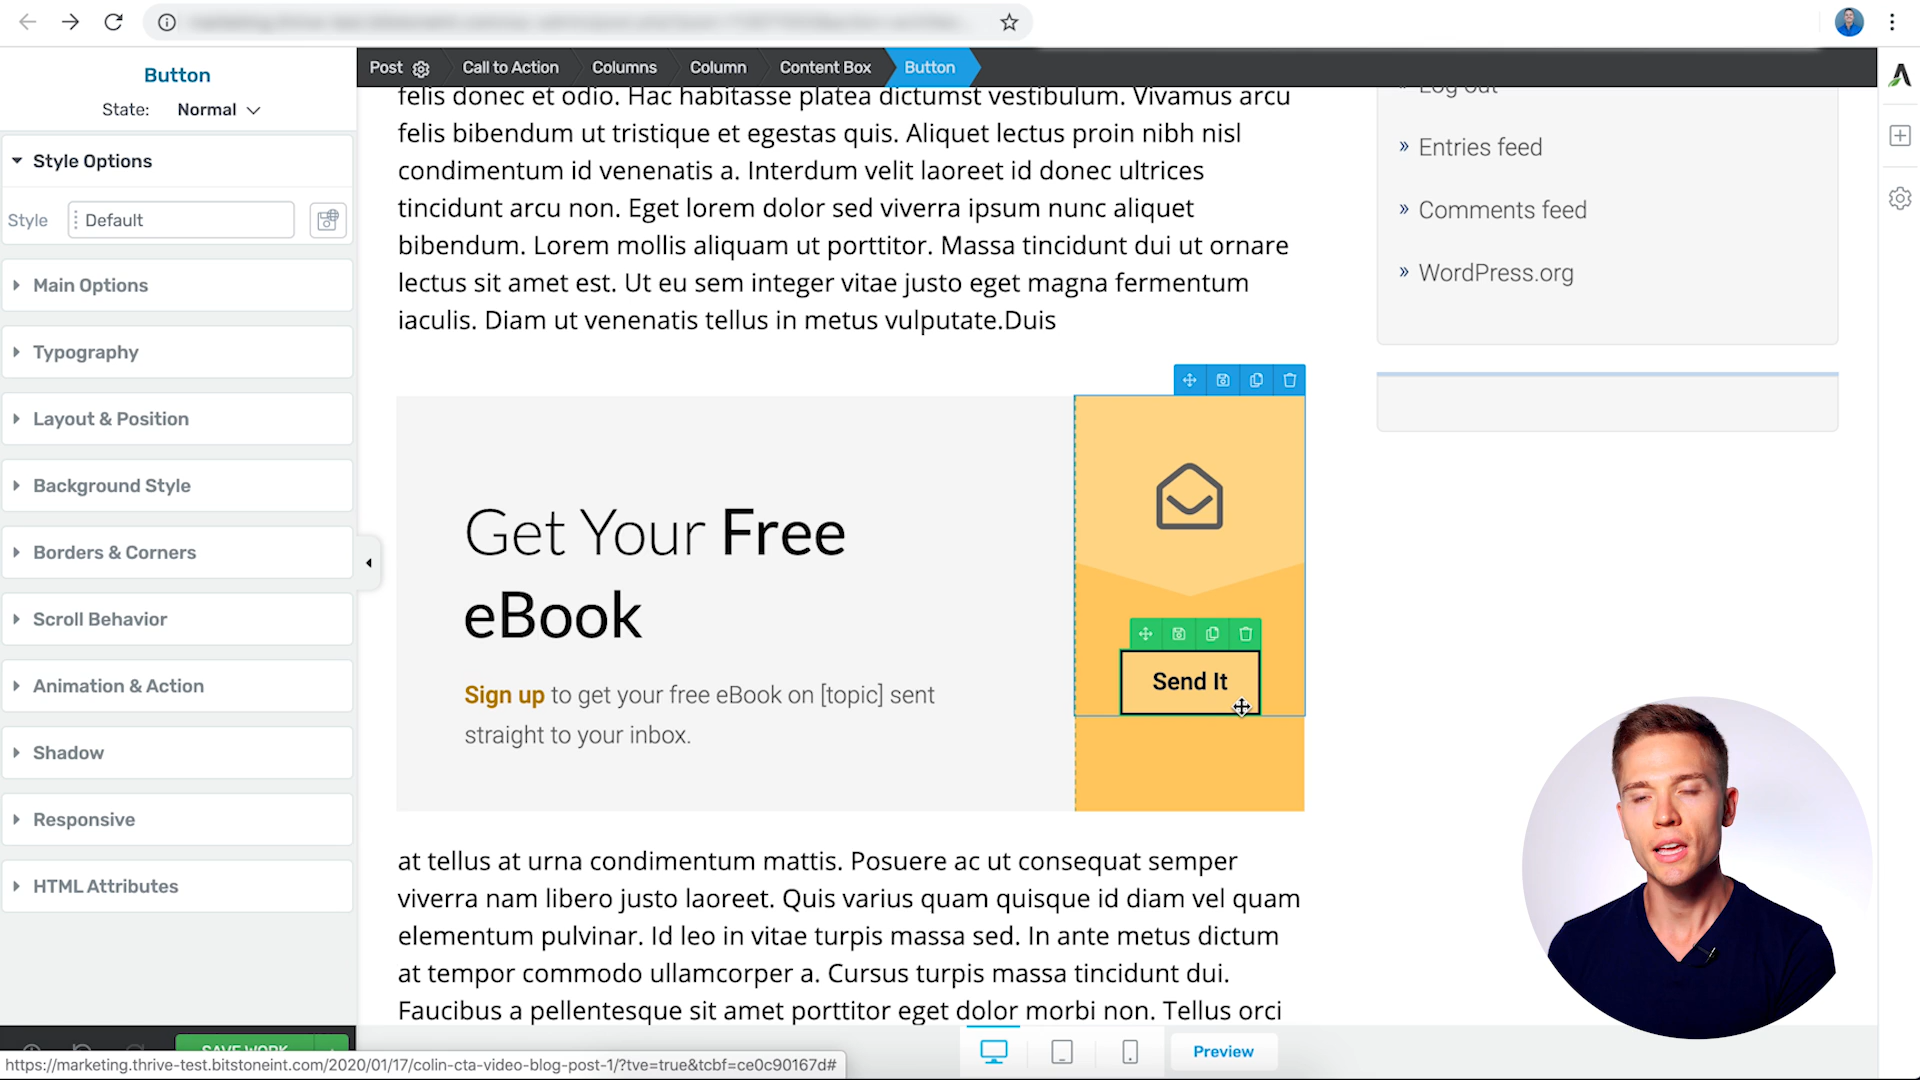 Button
State: Normal
Style Options
Style Default
Main Options
Typography
Layout & Position
Background Style
Borders & Corners
Scroll Behavior
Animation & Action
Shadow
Responsive
HTML Attributes
SAVE WORK
https://marketing.thrive-test.bitstoneint.com/2020/01/17/colin-cta-video-blog-post-1/?tve=true&tcbf=ce0c90167d#
Post Call to Action Columns Column Content Box Button
felis donec et odio. Hac habitasse platea dictumst vestibulum. Vivamus arcu
felis bibendum ut tristique et egestas quis. Aliquet lectus proin nibh nisl
condimentum id venenatis a. Interdum velit laoreet id donec ultrices
tincidunt arcu non. Eget lorem dolor sed viverra ipsum nunc aliquet
bibendum. Lorem mollis aliquam ut porttitor. Massa tincidunt dui ut ornare
lectus sit amet est. Ut eu sem integer vitae justo eget magna fermentum
iaculis. Diam ut venenatis tellus in metus vulputate.Duis
Get Your Free
eBook
Sign up to get your free eBook on [topic] sent
straight to your inbox.
Send It
at tellus at urna condimentum mattis. Posuere ac ut consequat semper
viverra nam libero justo laoreet. Quis varius quam quisque id diam vel quam
elementum pulvinar. Id leo in vitae turpis massa sed. In ante metus dictum
at tempor commodo ullamcorper a. Cursus turpis massa tincidunt dui.
Faucibus a pellentesque sit amet porttitor eget dolor morbi non. Tellus orci
Preview
» Log out
» Entries feed
» Comments feed
» WordPress.org